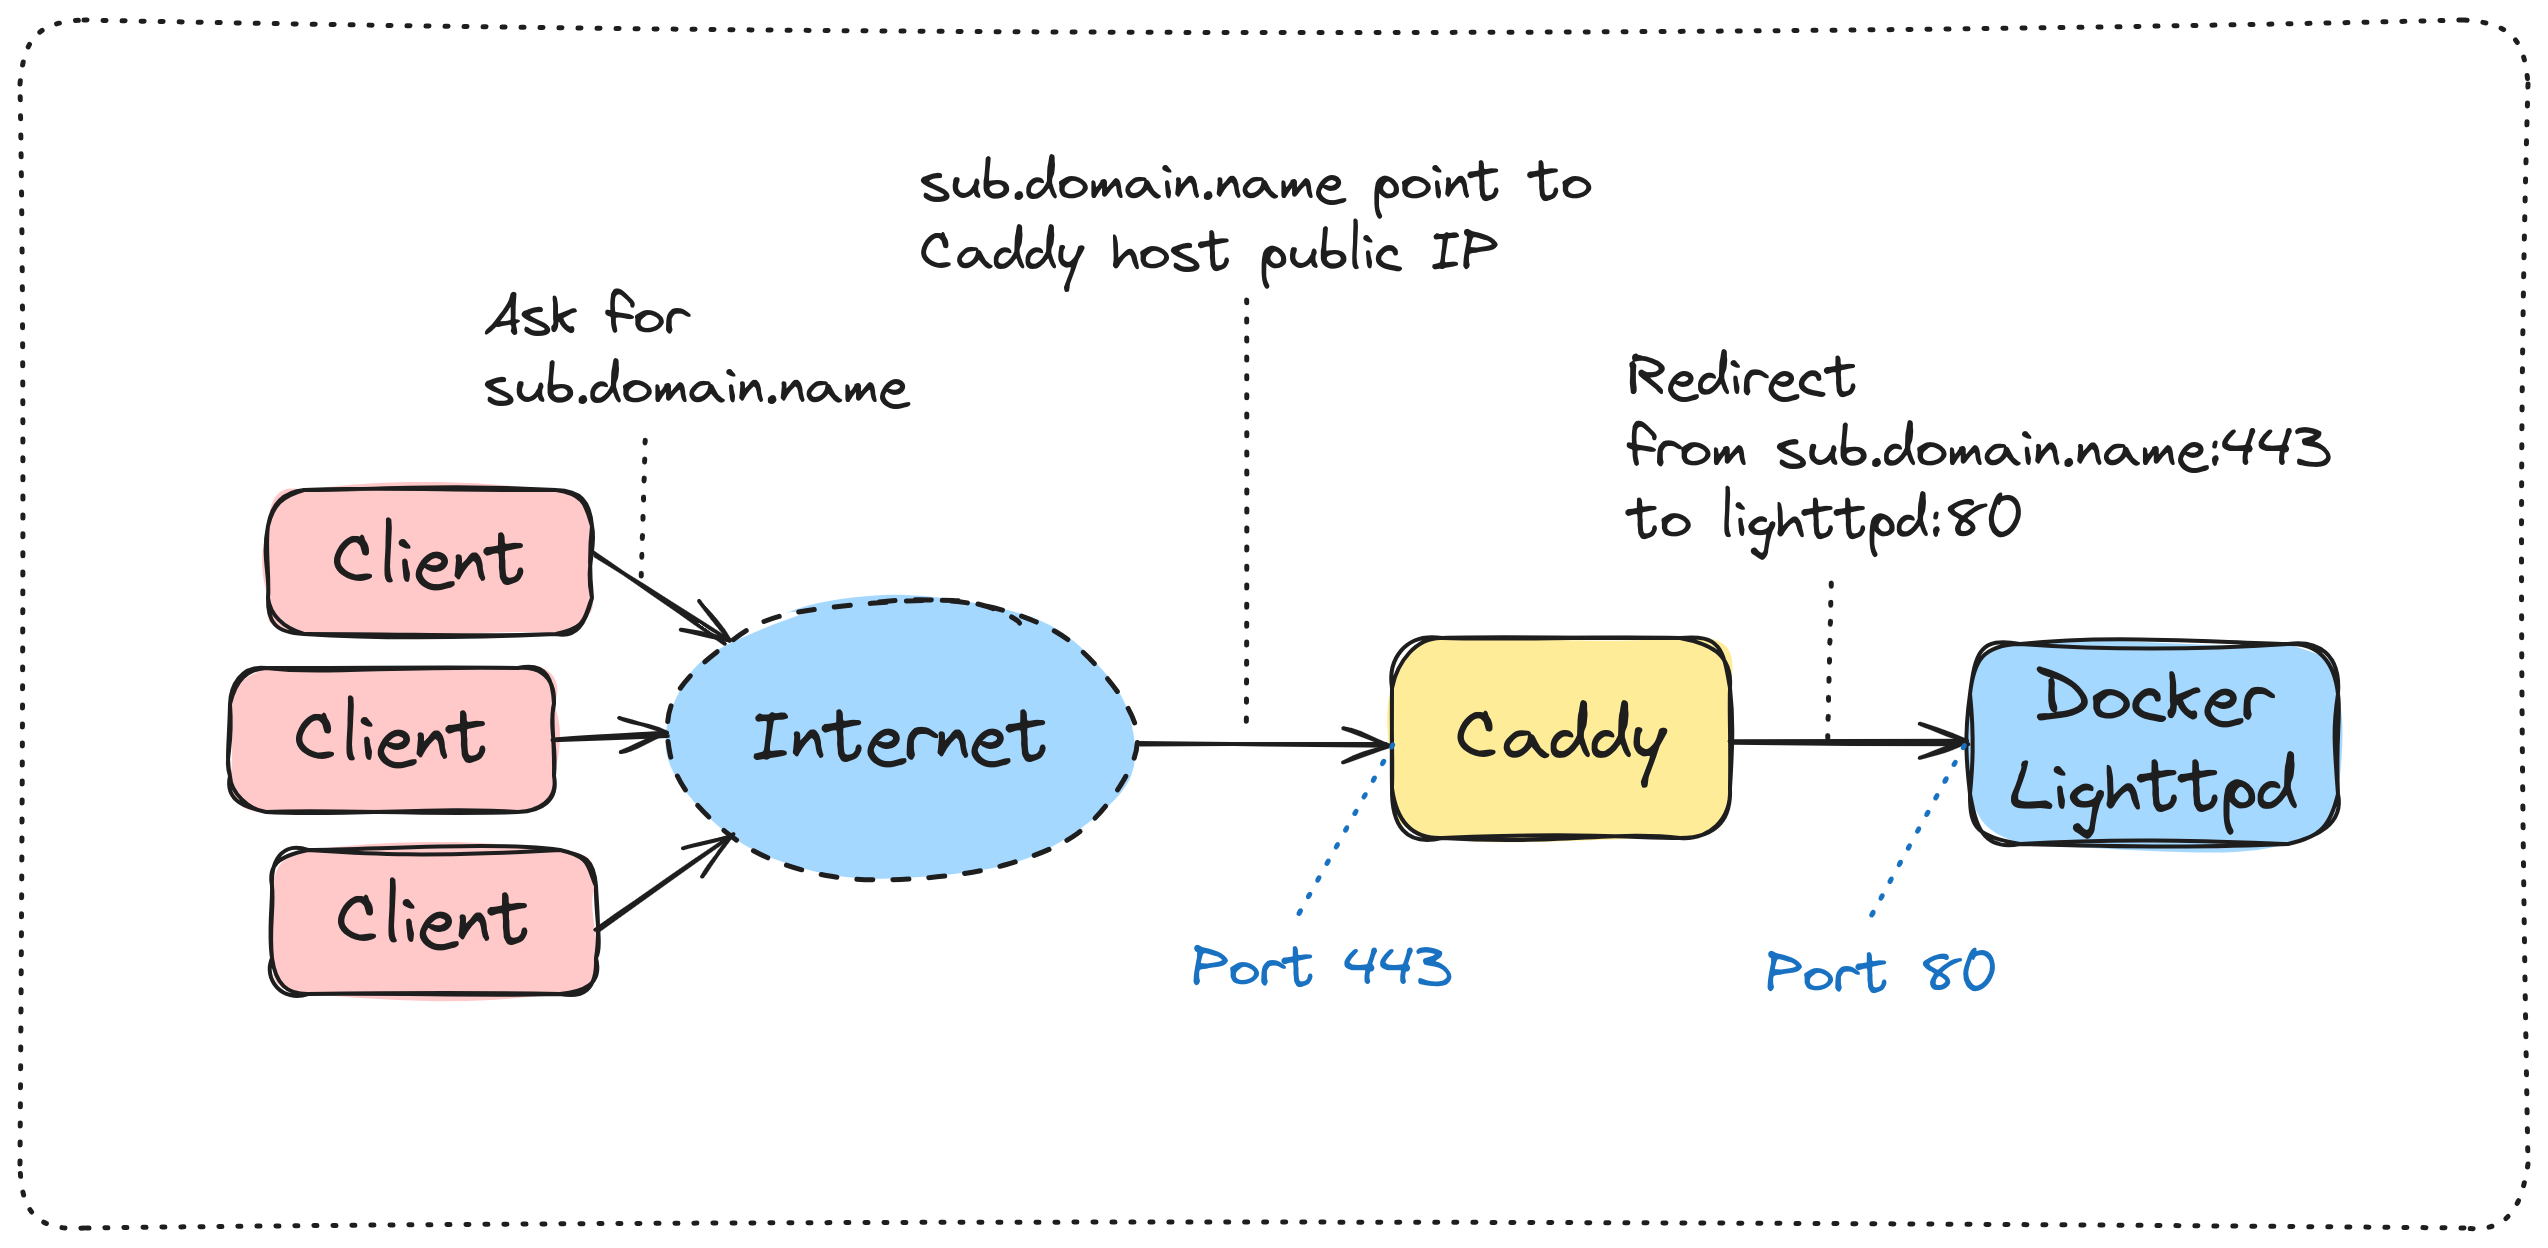 sub.domain.name point to
Caddy host public IP
Ask for
sub.domain.name
Redirect
from sub.domain.name:443
to lighttpd:80
Client
Client
Client
Internet
Caddy
Docker
Lighttpd
Port 443
Port 80